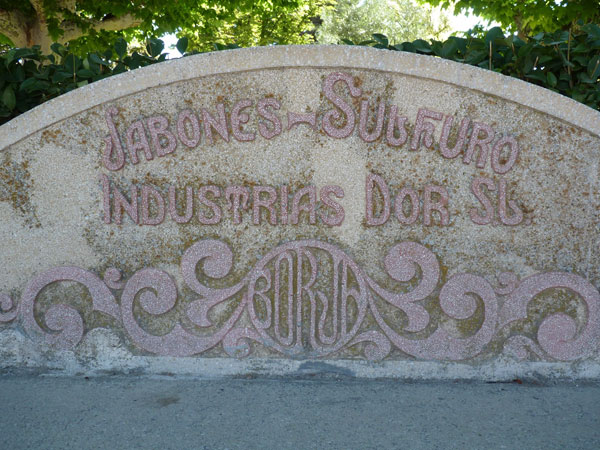 JABONES - SULFURO
INDUSTRIAS DOR SL.
BORJA